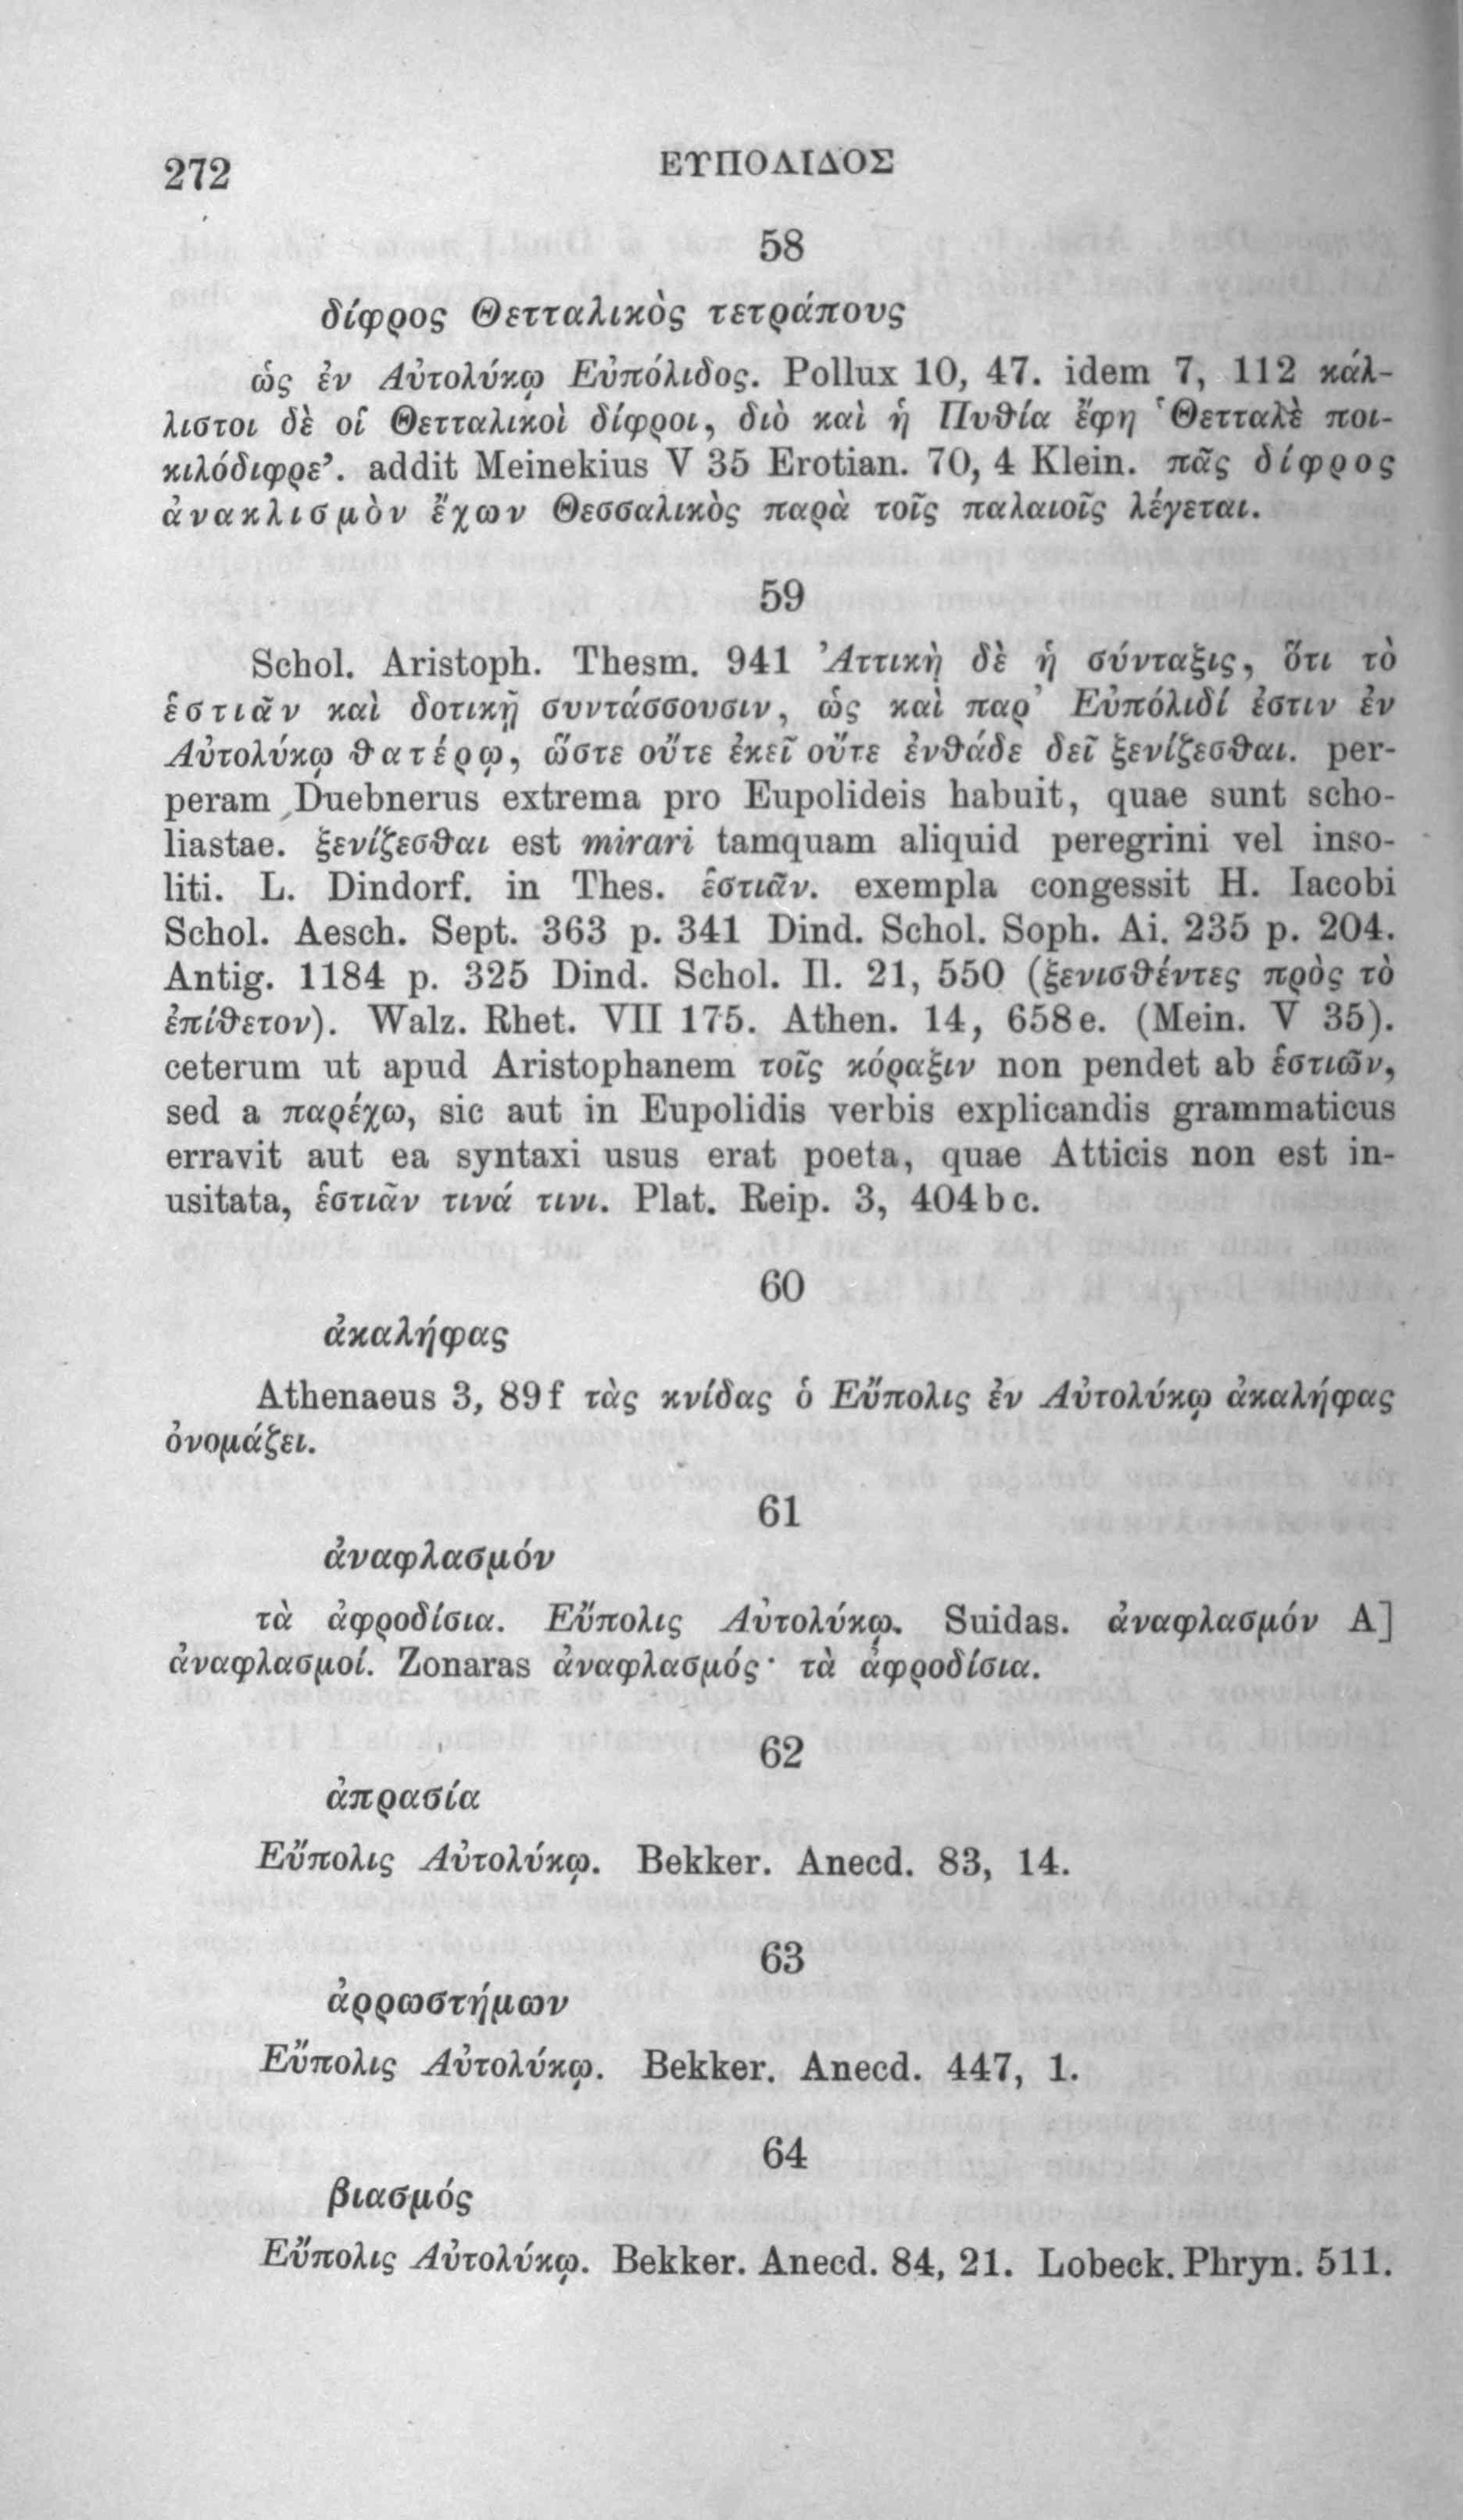 272
ΕΥΠΟΛΙΔΟΣ
58
δίφρος Θετταλικὸς τετράπους
ὡς ἐν Αὐτολύκῳ Εὐπόλιδος. Pollux 10, 47. idem 7, 112 κάλ-
λιστοι δὲ οἱ Θετταλικοὶ δίφροι, διὸ καὶ ἡ Πυθία ἔφη ‘Θετταλὲ ποι-
κιλόδιφρε’. addit Meinekius V 35 Erotian. 70, 4 Klein. πᾶς δίφρος
ἀνακλισμὸν ἔχων Θεσσαλικὸς παρὰ τοῖς παλαιοῖς λέγεται.
59
Schol. Aristoph. Thesm. 941 Ἀττικὴ δὲ ἡ σύνταξις, ὅτι τὸ
ἑστιᾶν καὶ δοτικῇ συντάσσουσιν, ὡς καὶ παρ’ Εὐπόλιδί ἐστιν ἐν
Αὐτολύκῳ θατέρῳ, ὥστε οὔτε ἐκεῖ οὔτε ἐνθάδε δεῖ ξενίζεσθαι. per-
peram Duebnerus extrema pro Eupolideis habuit, quae sunt scho-
liastae. ξενίζεσθαι est mirari tamquam aliquid peregrini vel inso-
liti. L. Dindorf. in Thes. ἑστιᾶν. exempla congessit H. Iacobi
Schol. Aesch. Sept. 363 p. 341 Dind. Schol. Soph. Ai. 235 p. 204.
Antig. 1184 p. 325 Dind. Schol. Il. 21, 550 (ξενισθέντες πρὸς τὸ
ἐπίθετον). Walz. Rhet. VII 175. Athen. 14, 658e. (Mein. V 35).
ceterum ut apud Aristophanem τοῖς κόραξιν non pendet ab ἑστιῶν,
sed a παρέχω, sic aut in Eupolidis verbis explicandis grammaticus
erravit aut ea syntaxi usus erat poeta, quae Atticis non est in-
usitata, ἑστιᾶν τινά τινι. Plat. Reip. 3, 404bc.
60
ἀκαλήφας
Athenaeus 3, 89f τὰς κνίδας ὁ Εὔπολις ἐν Αὐτολύκῳ ἀκαλήφας
ὀνομάζει.
61
ἀναφλασμόν
τὰ ἀφροδίσια. Εὔπολις Αὐτολύκῳ. Suidas. ἀναφλασμόν A]
ἀναφλασμοί. Zonaras ἀναφλασμός· τὰ ἀφροδίσια.
62
ἀπρασία
Εὔπολις Αὐτολύκῳ. Bekker. Anecd. 83, 14.
63
ἀρρωστήμων
Εὔπολις Αὐτολύκῳ. Bekker. Anecd. 447, 1.
64
βιασμός
Εὔπολις Αὐτολύκῳ. Bekker. Anecd. 84, 21. Lobeck. Phryn. 511.